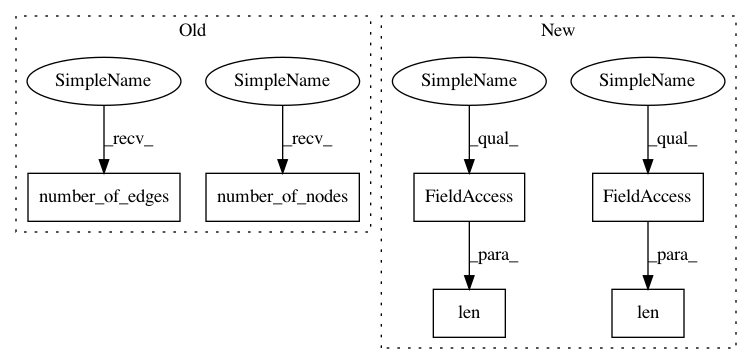 Old
New
SimpleName
SimpleName
SimpleName
SimpleName
_recv_
_recv_
_qual_
_qual_
number_of_edges
number_of_nodes
FieldAccess
FieldAccess
_para_
_para_
len
len